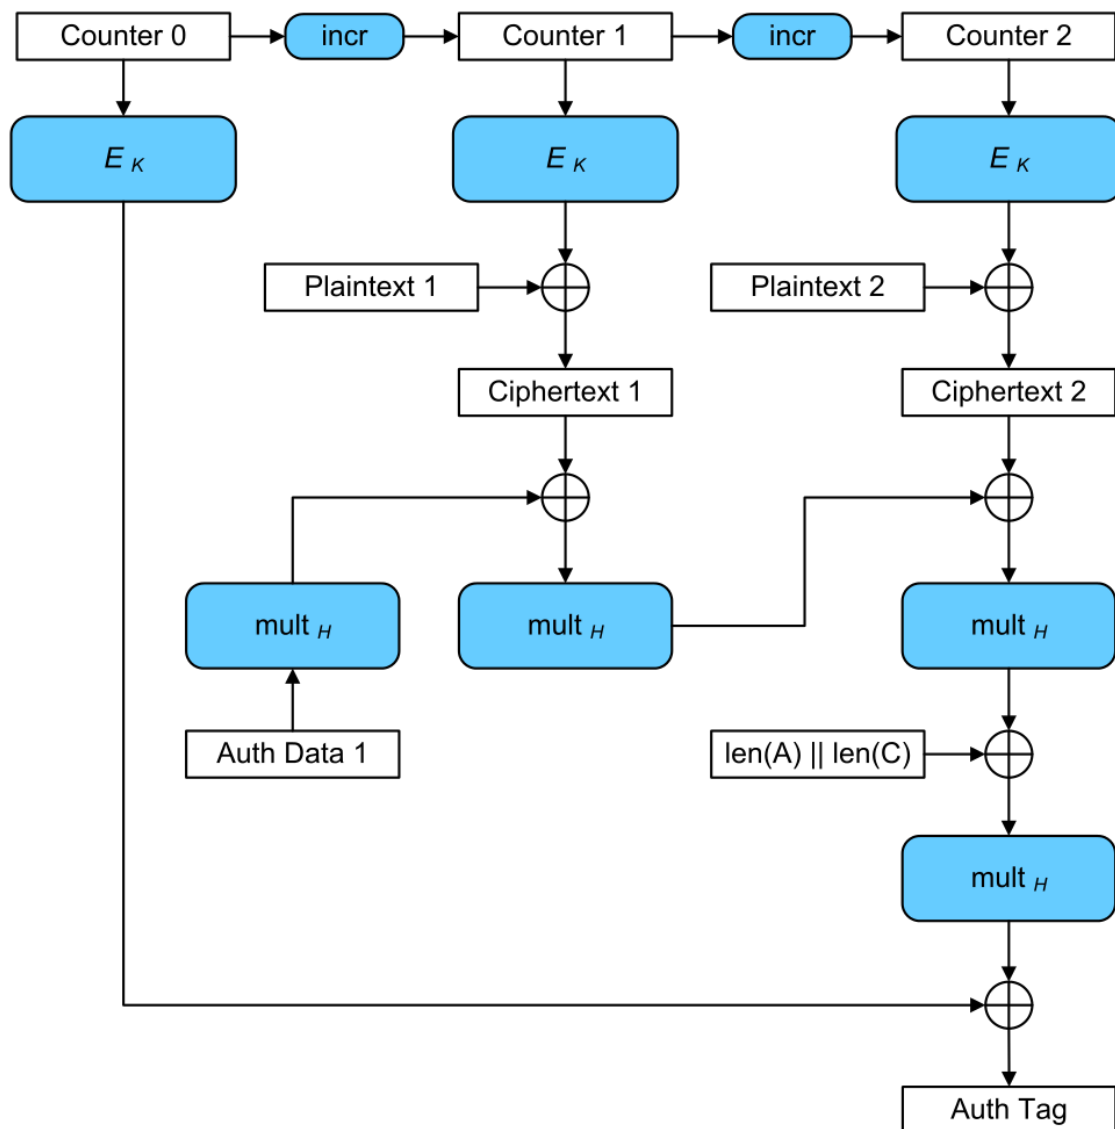 Counter 0
incr
Counter 1
incr
Counter 2
E K
E K
E K
Plaintext 1
Plaintext 2
Ciphertext 1
Ciphertext 2
mult H
mult H
mult H
Auth Data 1
len(A) || len(C)
mult H
Auth Tag